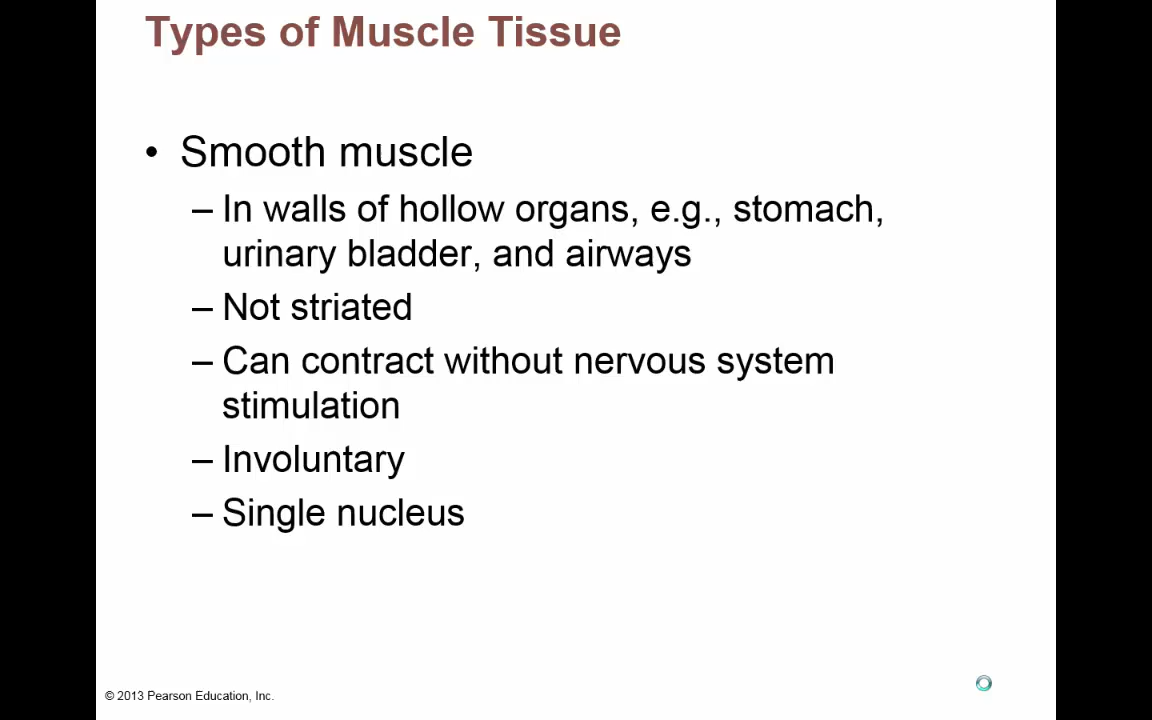 Types of Muscle Tissue
• Smooth muscle
– In walls of hollow organs, e.g., stomach,
urinary bladder, and airways
– Not striated
– Can contract without nervous system
stimulation
– Involuntary
– Single nucleus
© 2013 Pearson Education, Inc.